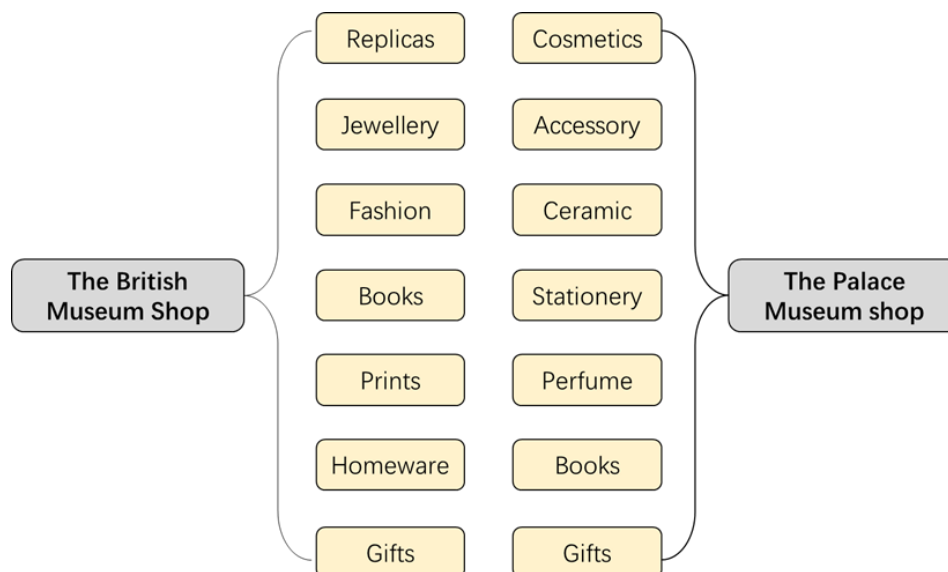 Replicas
Cosmetics
Jewellery
Accessory
Fashion
Ceramic
The British
Museum Shop
The Palace
Museum shop
Books
Stationery
Prints
Perfume
Homeware
Books
Gifts
Gifts